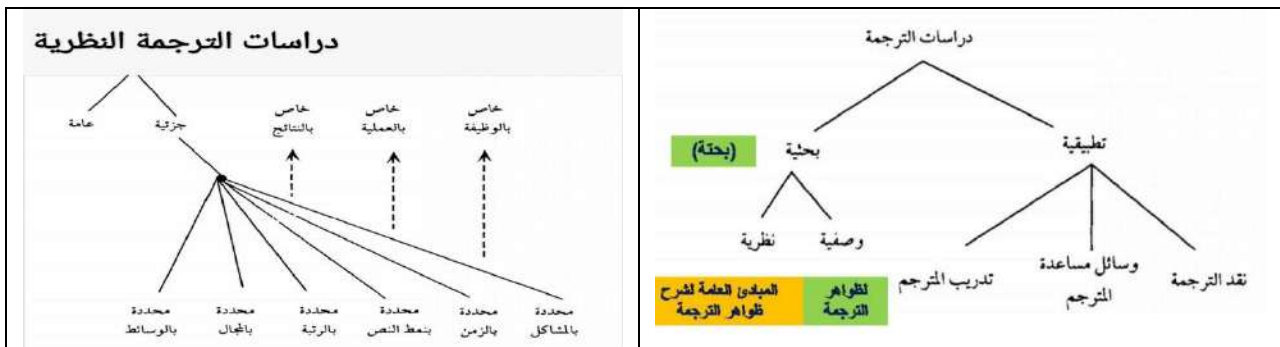 دراسات الترجمة
بحثية
(بحتة)
تطبيقية
نظرية
وصفية
تدريب المترجم
وسائل مساعدة
المترجم
نقد الترجمة
المبادئ العامة لشرح
ظواهر الترجمة
لظواهر
الترجمة
دراسات الترجمة النظرية
عامة
جزئية
خاص
بالنتائج
خاص
بالعملية
خاص
بالوظيفة
محددة
بالوسائط
محددة
بالمجال
محددة
بالرتبة
محددة
بنمط النص
محددة
بالزمن
محددة
بالمشاكل